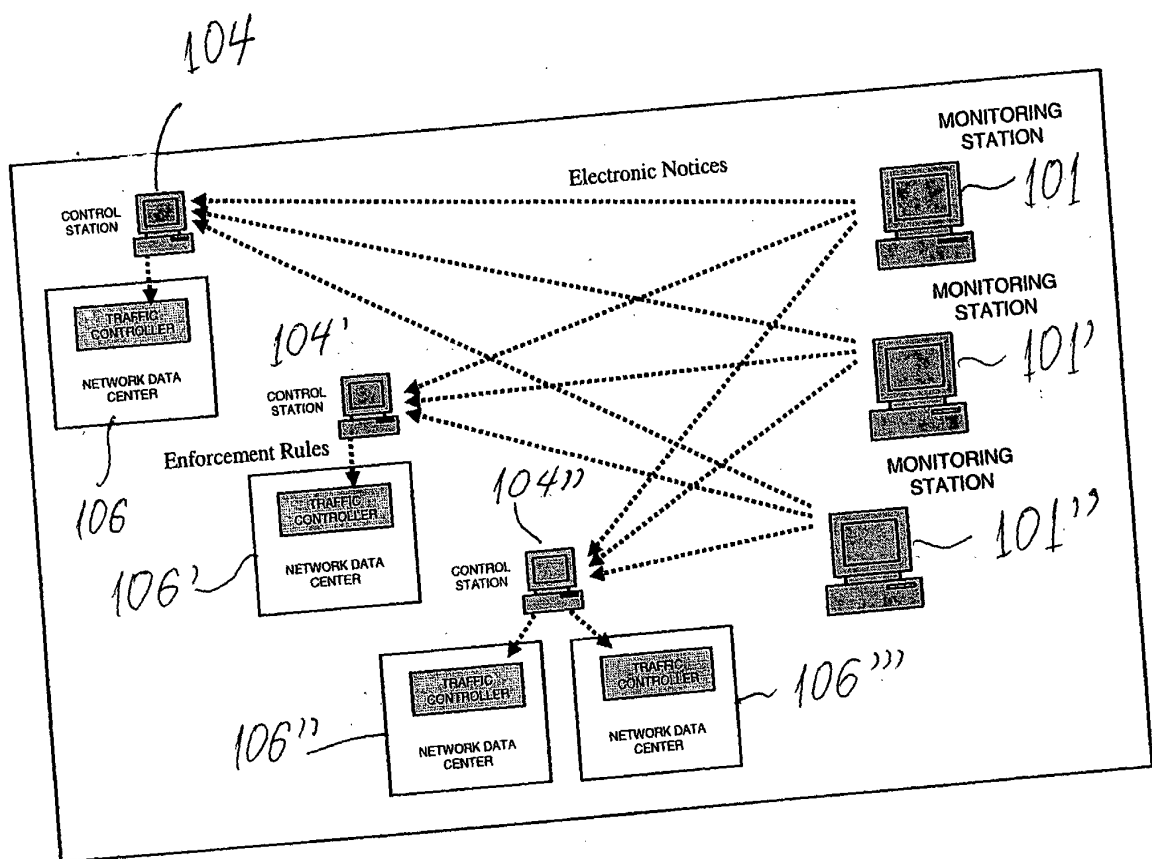 104
MONITORING
STATION
Electronic Notices
101
CONTROL
STATION
MONITORING
STATION
TRAFFIC
CONTROLLER
104'
101'
NETWORK DATA
CENTER
CONTROL
STATION
Enforcement Rules
MONITORING
STATION
106
104''
TRAFFIC
CONTROLLER
101''
NETWORK DATA
CENTER
CONTROL
STATION
106'
TRAFFIC
CONTROLLER
TRAFFIC
CONTROLLER
106'''
106''
NETWORK DATA
CENTER
NETWORK DATA
CENTER